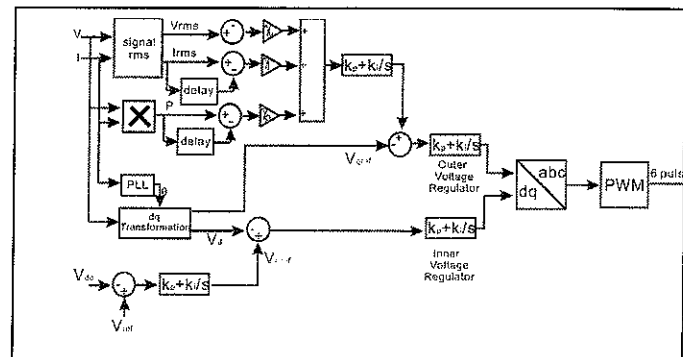 V
I
signal
rms
Vrms
Irms
delay
P
delay
kp+ki/s
Vqref
kp+ki/s
Outer
Voltage
Regulator
PLL
θ
dq
Transformation
Vd
Vdref
kp+ki/s
Inner
Voltage
Regulator
abc
dq
PWM
6 puls
Vdc
kp+ki/s
Vref